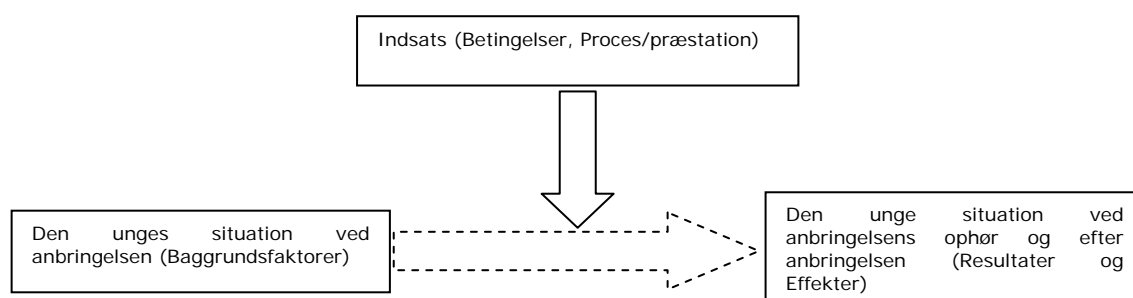 Indsats (Betingelser, Proces/præstation)
Den unges situation ved
anbringelsen (Baggrundsfaktorer)
Den unge situation ved
anbringelsens ophør og efter
anbringelsen (Resultater og
Effekter)